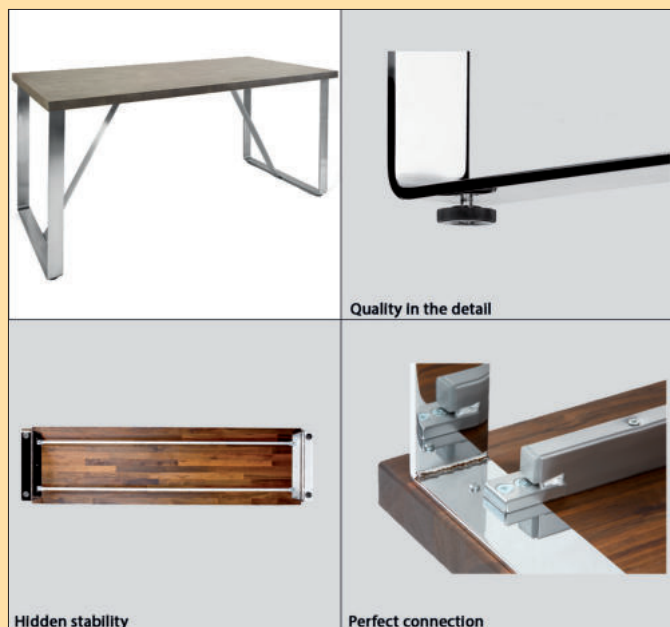 Quality in the detail
Hidden stability
Perfect connection